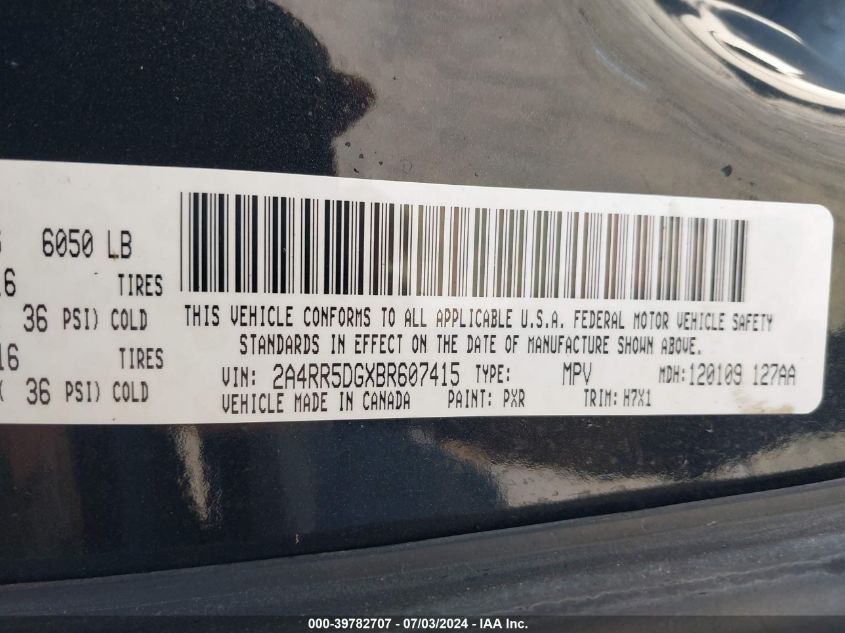 6050 LB
16 TIRES
36 PSI) COLD
16 TIRES
36 PSI) COLD
THIS VEHICLE CONFORMS TO ALL APPLICABLE U.S.A. FEDERAL MOTOR VEHICLE SAFETY
STANDARDS IN EFFECT ON THE DATE OF MANUFACTURE SHOWN ABOVE.
VIN: 2A4RR5DGXBR607415 TYPE: MPV MDH:120109 127AA
VEHICLE MADE IN CANADA PAINT: PXR TRIM: H7X1
000-39782707 - 07/03/2024 - IAA Inc.